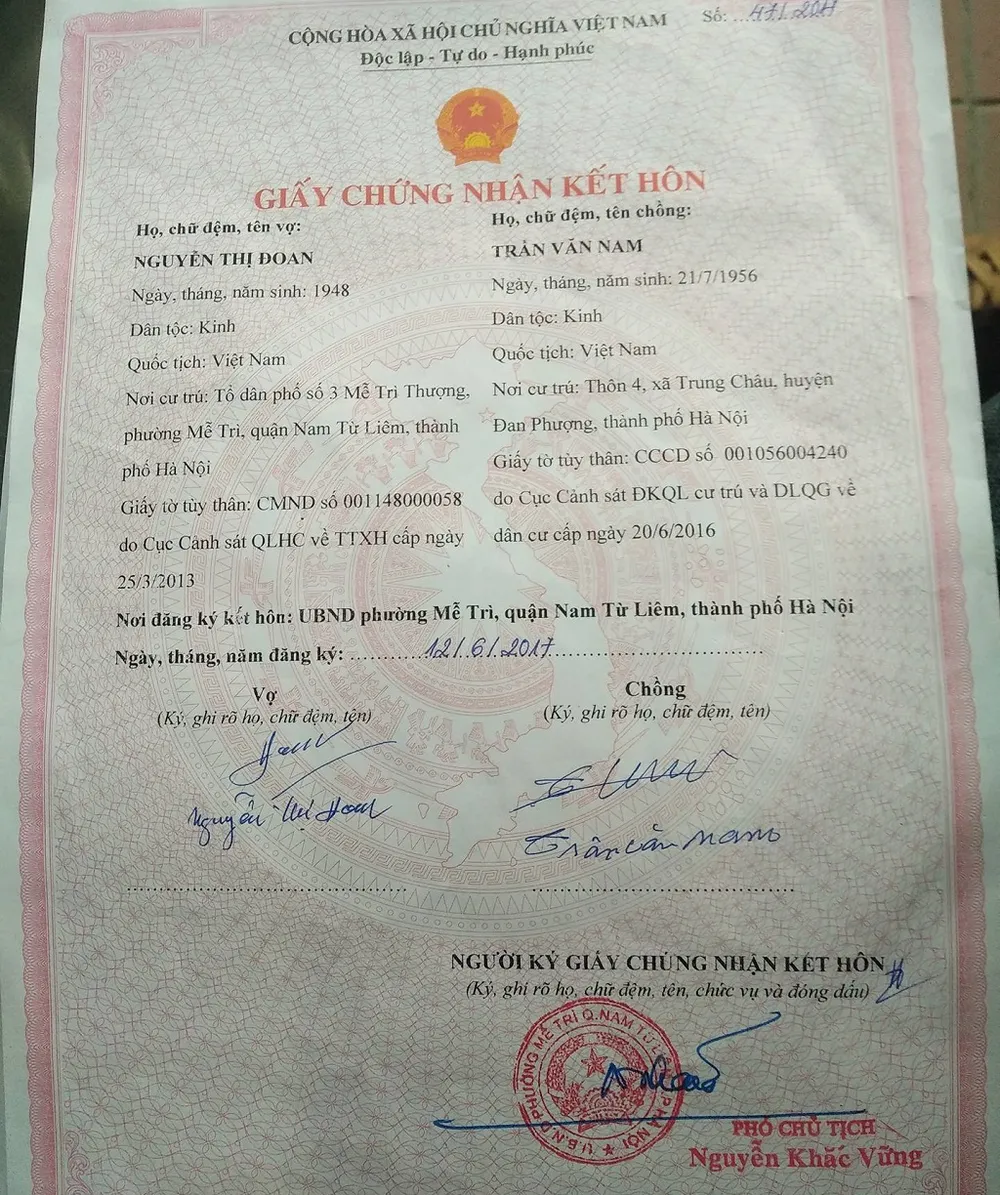 CỘNG HÒA XÃ HỘI CHỦ NGHĨA VIỆT NAM
Độc lập - Tự do - Hạnh phúc
Số:
GIẤY CHỨNG NHẬN KẾT HÔN
Họ, chữ đệm, tên vợ:
NGUYỄN THỊ ĐOAN
Ngày, tháng, năm sinh: 1948
Dân tộc: Kinh
Quốc tịch: Việt Nam
Nơi cư trú: Tổ dân phố số 3 Mễ Trì Thượng,
phường Mễ Trì, quận Nam Từ Liêm, thành
phố Hà Nội
Giấy tờ tùy thân: CMND số 001148000058
do Cục Cảnh sát QLHC về TTXH cấp ngày
25/3/2013
Họ, chữ đệm, tên chồng:
TRẦN VĂN NAM
Ngày, tháng, năm sinh: 21/7/1956
Dân tộc: Kinh
Quốc tịch: Việt Nam
Nơi cư trú: Thôn 4, xã Trung Châu, huyện
Đan Phượng, thành phố Hà Nội
Giấy tờ tùy thân: CCCD số 001056004240
do Cục Cảnh sát ĐKQL cư trú và DLQG về
dân cư cấp ngày 20/6/2016
Nơi đăng ký kết hôn: UBND phường Mễ Trì, quận Nam Từ Liêm, thành phố Hà Nội
Ngày, tháng, năm đăng ký: 12/6/2017
Vợ
(Ký, ghi rõ họ, chữ đệm, tên)
Nguyễn Thị Đoan
Chồng
(Ký, ghi rõ họ, chữ đệm, tên)
Trần Văn Nam
NGƯỜI KÝ GIẤY CHỨNG NHẬN KẾT HÔN
(Ký, ghi rõ họ, chữ đệm, tên, chức vụ và đóng dấu)
U.B.N.D PHƯỜNG MỄ TRÌ Q.NAM TỪ LIÊM TP HÀ NỘI
PHÓ CHỦ TỊCH
Nguyễn Khắc Vững